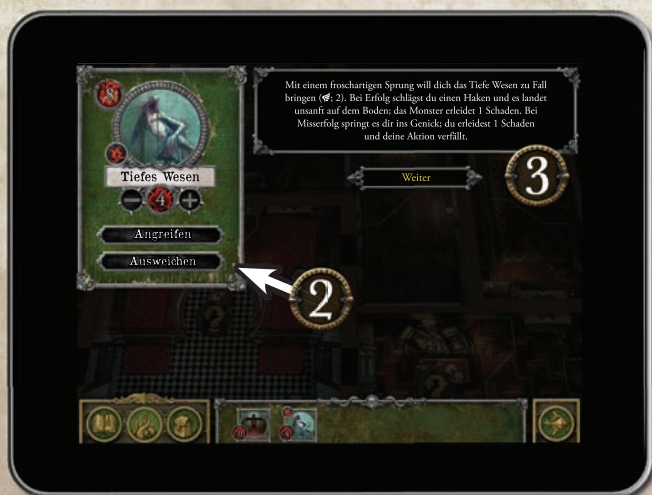 8
Tiefes Wesen
4
Angreifen
Ausweichen
Mit einem froschartigen Sprung will dich das Tiefe Wesen zu Fall
bringen (; 2). Bei Erfolg schlägst du einen Haken und es landet
unsanft auf dem Boden; das Monster erleidet 1 Schaden. Bei
Misserfolg springt es dir ins Genick; du erleidest 1 Schaden
und deine Aktion verfällt.
Weiter
3
2
?
?